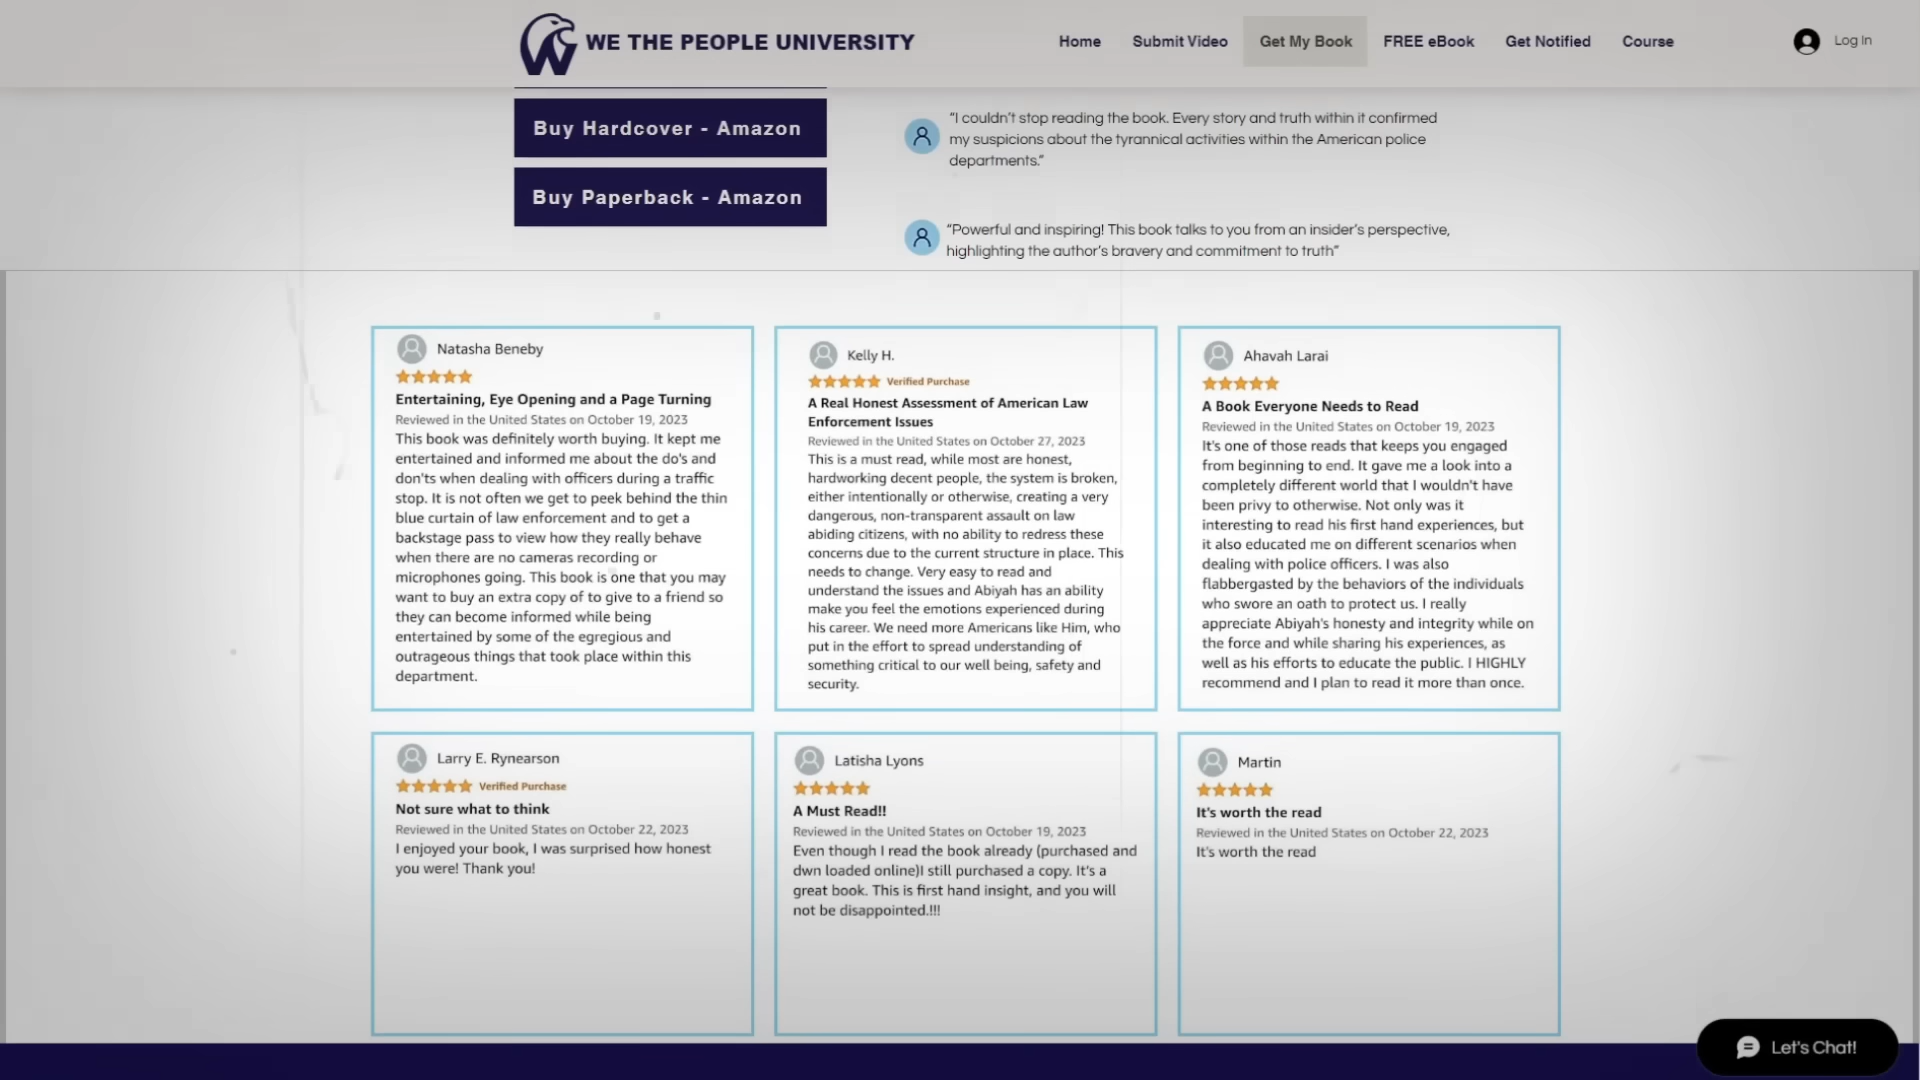 WE THE PEOPLE UNIVERSITY
Home
Submit Video
Get My Book
FREE eBook
Get Notified
Course
Log In
Buy Hardcover - Amazon
Buy Paperback - Amazon
“I couldn’t stop reading the book. Every story and truth within it confirmed
my suspicions about the tyrannical activities within the American police
departments.”
“Powerful and inspiring! This book talks to you from an insider’s perspective,
highlighting the author’s bravery and commitment to truth”
Natasha Beneby
Entertaining, Eye Opening and a Page Turning
Reviewed in the United States on October 19, 2023
This book was definitely worth buying. It kept me
entertained and informed me about the do's and
don'ts when dealing with officers during a traffic
stop. It is not often we get to peek behind the thin
blue curtain of law enforcement and to get a
backstage pass to view how they really behave
when there are no cameras recording or
microphones going. This book is one that you may
want to buy an extra copy of to give to a friend so
they can become informed while being
entertained by some of the egregious and
outrageous things that took place within this
department.
Kelly H.
Verified Purchase
A Real Honest Assessment of American Law
Enforcement Issues
Reviewed in the United States on October 27, 2023
This is a must read, while most are honest,
hardworking decent people, the system is broken,
either intentionally or otherwise, creating a very
dangerous, non-transparent assault on law
abiding citizens, with no ability to redress these
concerns due to the current structure in place. This
needs to change. Very easy to read and
understand the issues and Abiyah has an ability
make you feel the emotions experienced during
his career. We need more Americans like Him, who
put in the effort to spread understanding of
something critical to our well being, safety and
security.
Ahavah Larai
A Book Everyone Needs to Read
Reviewed in the United States on October 19, 2023
It's one of those reads that keeps you engaged
from beginning to end. It gave me a look into a
completely different world that I wouldn't have
been privy to otherwise. Not only was it
interesting to read his first hand experiences, but
it also educated me on different scenarios when
dealing with police officers. I was also
flabbergasted by the behaviors of the individuals
who swore an oath to protect us. I really
appreciate Abiyah's honesty and integrity while on
the force and while sharing his experiences, as
well as his efforts to educate the public. I HIGHLY
recommend and I plan to read it more than once.
Larry E. Rynearson
Verified Purchase
Not sure what to think
Reviewed in the United States on October 22, 2023
I enjoyed your book, I was surprised how honest
you were! Thank you!
Latisha Lyons
A Must Read!!
Reviewed in the United States on October 19, 2023
Even though I read the book already (purchased and
dwn loaded online)I still purchased a copy. It's a
great book. This is first hand insight, and you will
not be disappointed.!!!
Martin
It's worth the read
Reviewed in the United States on October 22, 2023
It's worth the read
Let's Chat!